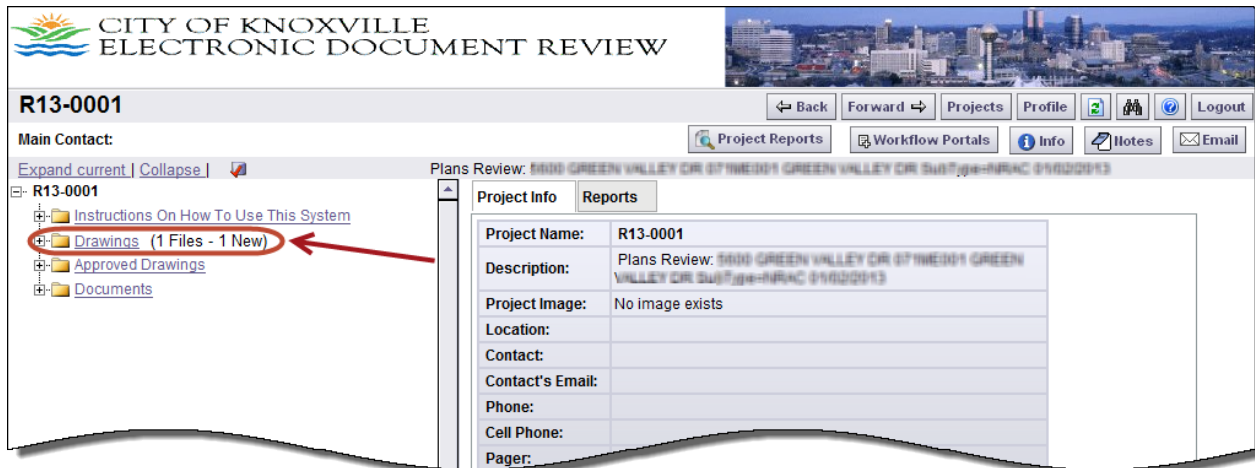 CITY OF KNOXVILLE
ELECTRONIC DOCUMENT REVIEW
R13-0001
Back
Forward
Projects
Profile
Logout
Main Contact:
Project Reports
Workflow Portals
Info
Notes
Email
Expand current | Collapse |
Plans Review:
R13-0001
Instructions On How To Use This System
Drawings (1 Files - 1 New)
Approved Drawings
Documents
Project Info
Reports
Project Name: R13-0001
Description: Plans Review:
Project Image: No image exists
Location:
Contact:
Contact's Email:
Phone:
Cell Phone:
Pager: